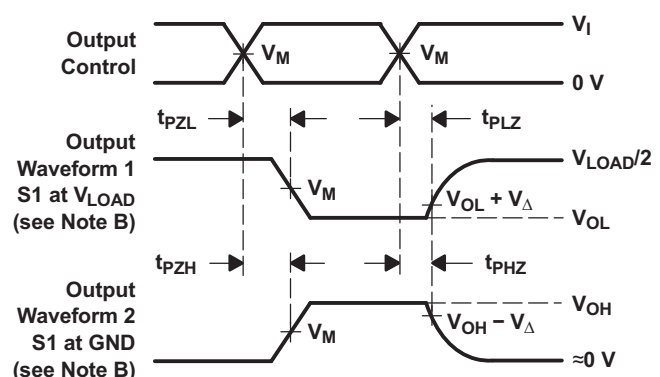 Output
Control
V_M
V_M
V_I
0 V
t_PZL
t_PLZ
Output
Waveform 1
S1 at V_LOAD
(see Note B)
V_M
V_LOAD/2
V_OL + V_Δ
V_OL
t_PZH
t_PHZ
Output
Waveform 2
S1 at GND
(see Note B)
V_M
V_OH
V_OH − V_Δ
≈0 V